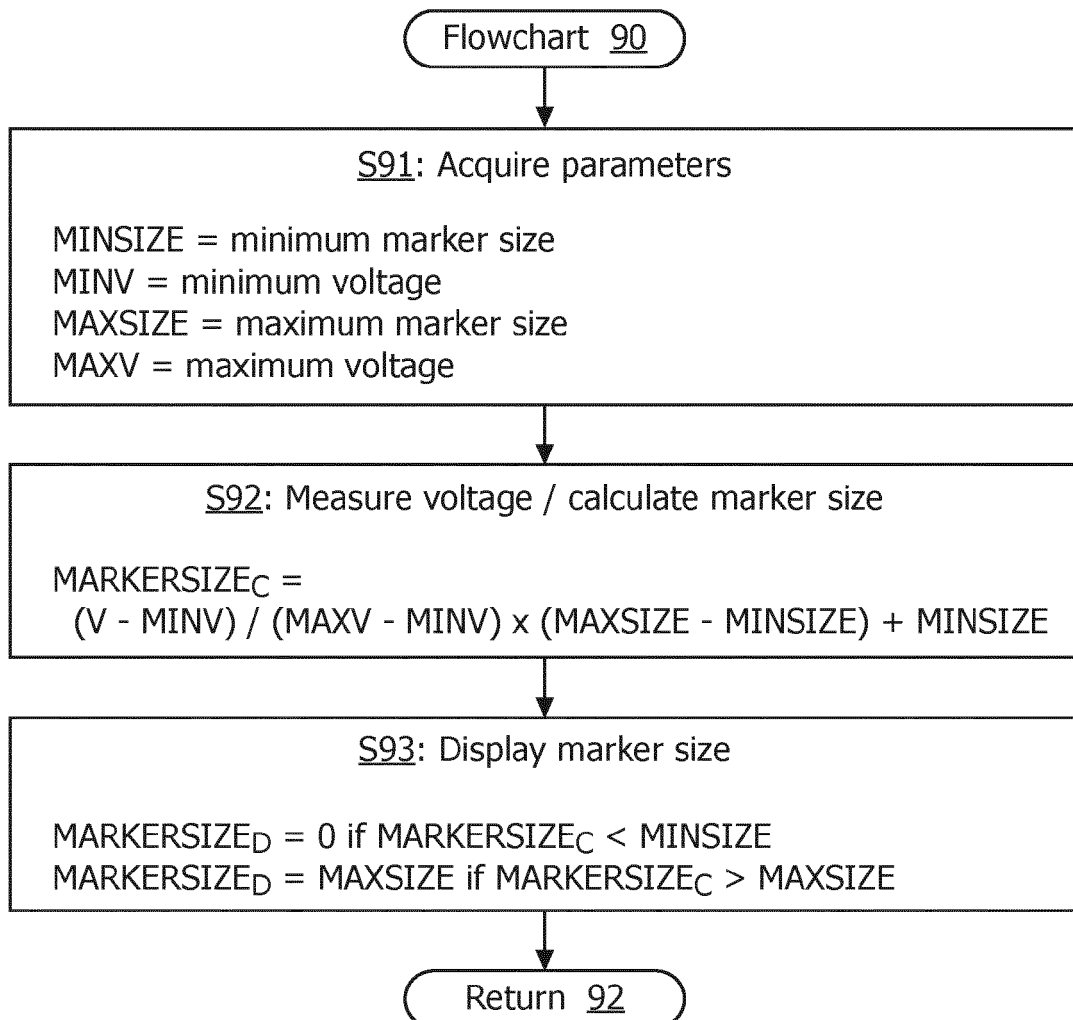 Flowchart 90
S91: Acquire parameters
MINSIZE = minimum marker size
MINV = minimum voltage
MAXSIZE = maximum marker size
MAXV = maximum voltage
S92: Measure voltage / calculate marker size
MARKERSIZEC =
(V - MINV) / (MAXV - MINV) x (MAXSIZE - MINSIZE) + MINSIZE
S93: Display marker size
MARKERSIZED = 0 if MARKERSIZEC < MINSIZE
MARKERSIZED = MAXSIZE if MARKERSIZEC > MAXSIZE
Return 92